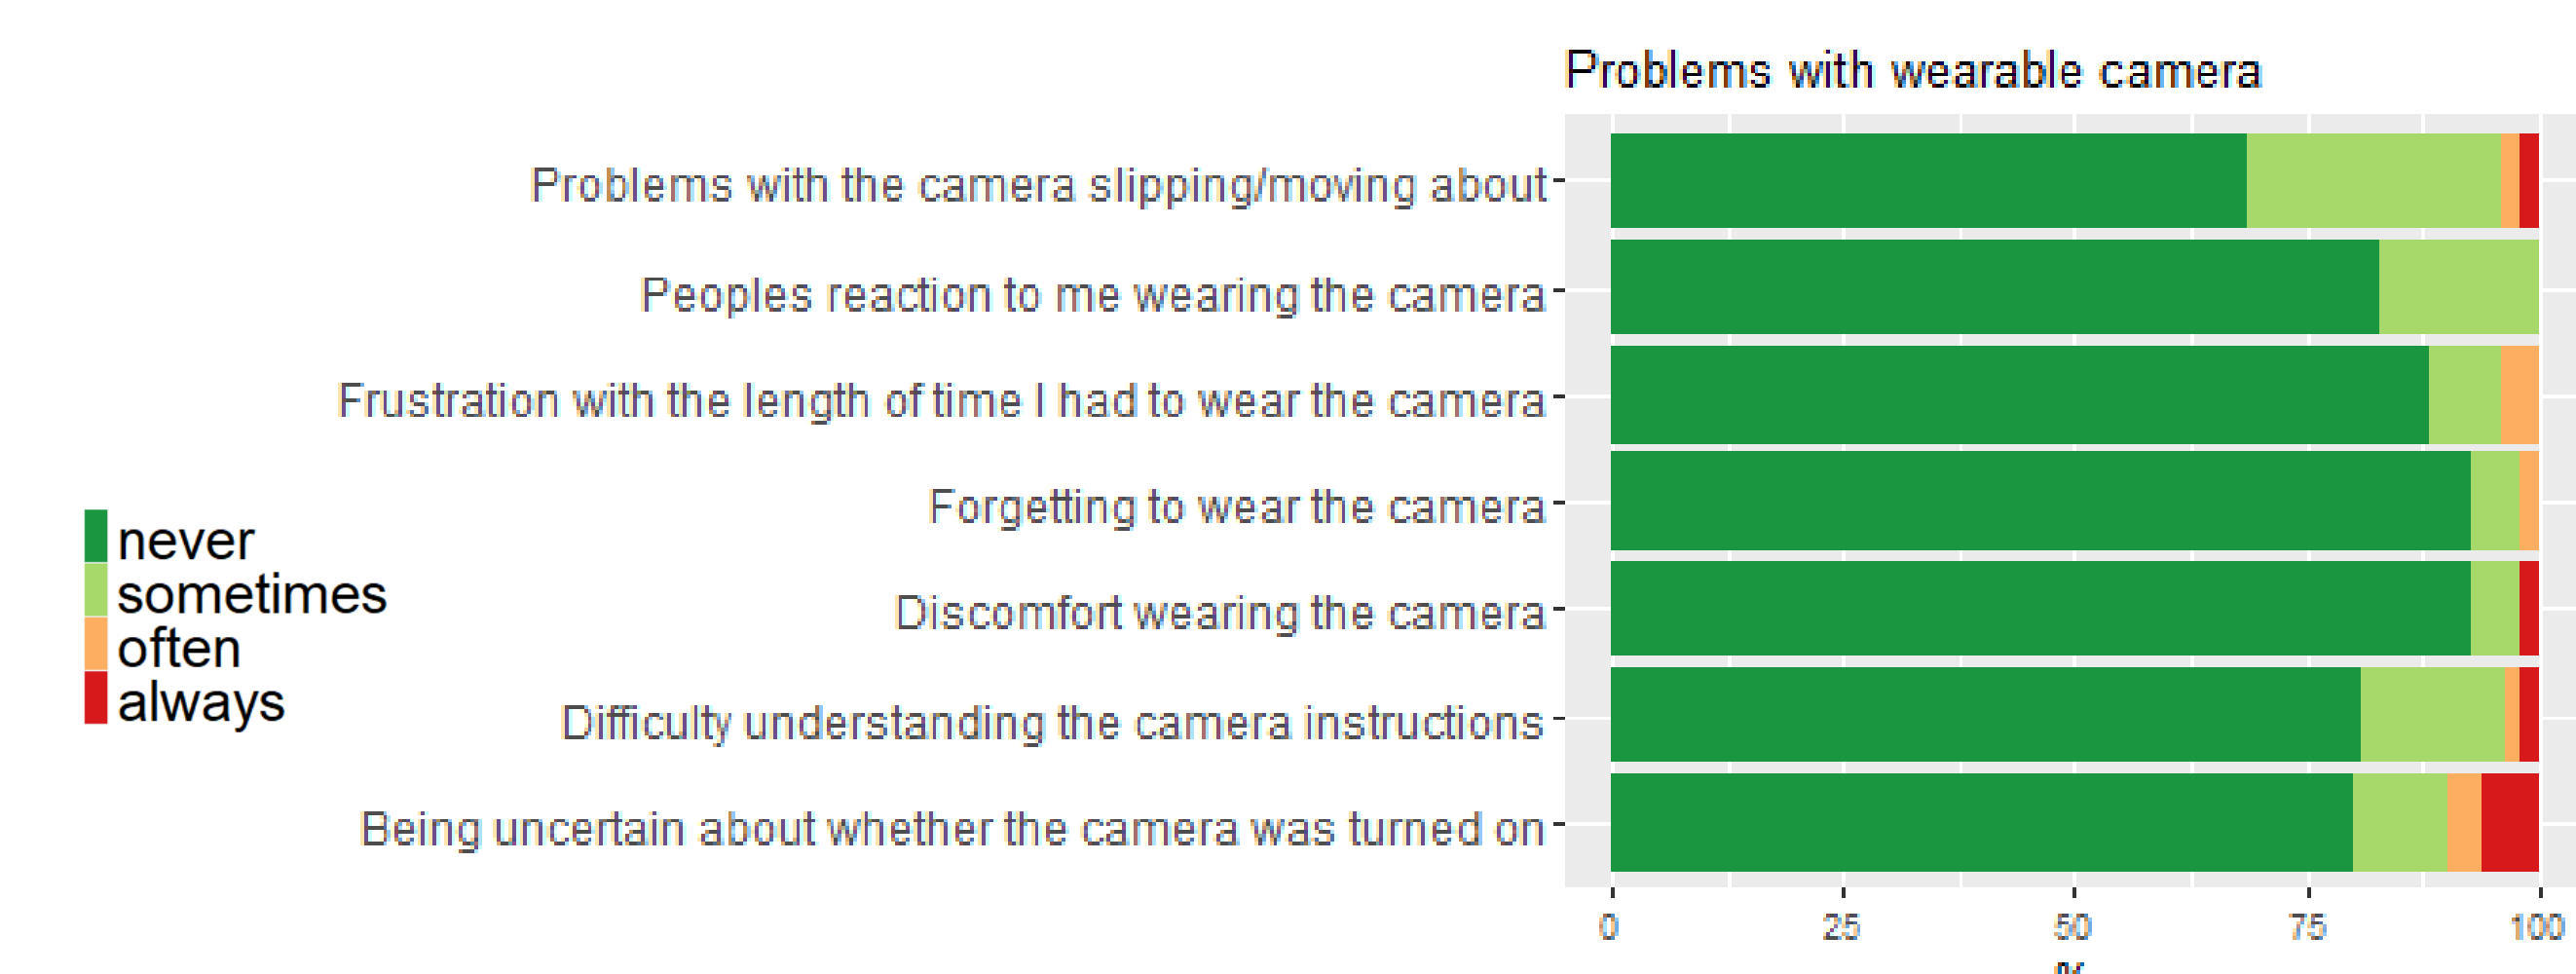 Problems with wearable camera
Problems with the camera slipping/moving about
Peoples reaction to me wearing the camera
Frustration with the length of time I had to wear the camera
Forgetting to wear the camera
Discomfort wearing the camera
Difficulty understanding the camera instructions
Being uncertain about whether the camera was turned on
never
sometimes
often
always
0 25 50 75 100
%